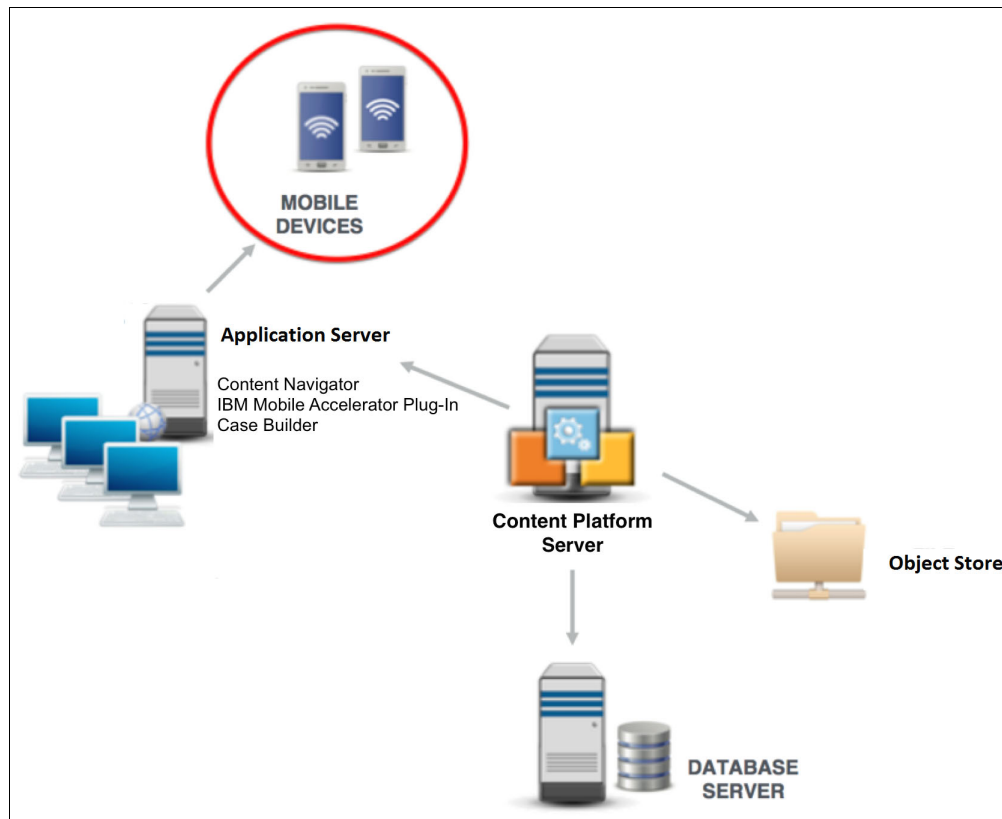 MOBILE
DEVICES
Application Server
Content Navigator
IBM Mobile Accelerator Plug-In
Case Builder
Content Platform
Server
Object Store
DATABASE
SERVER